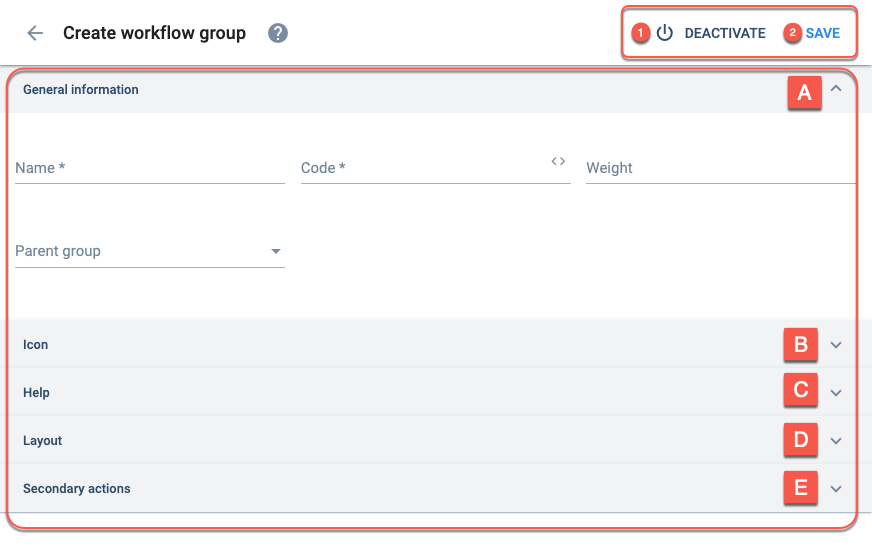 Create workflow group ? 1 DEACTIVATE 2 SAVE
General information A
Name * Code * <> Weight
Parent group
Icon B
Help C
Layout D
Secondary actions E